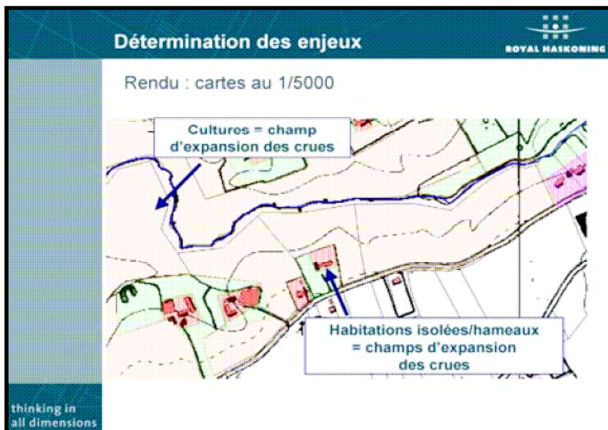 Détermination des enjeux
ROYAL HASKONING
Rendu : cartes au 1/5000
Cultures = champ
d'expansion des crues
Habitations isolées/hameaux
= champs d'expansion
des crues
thinking in
all dimensions